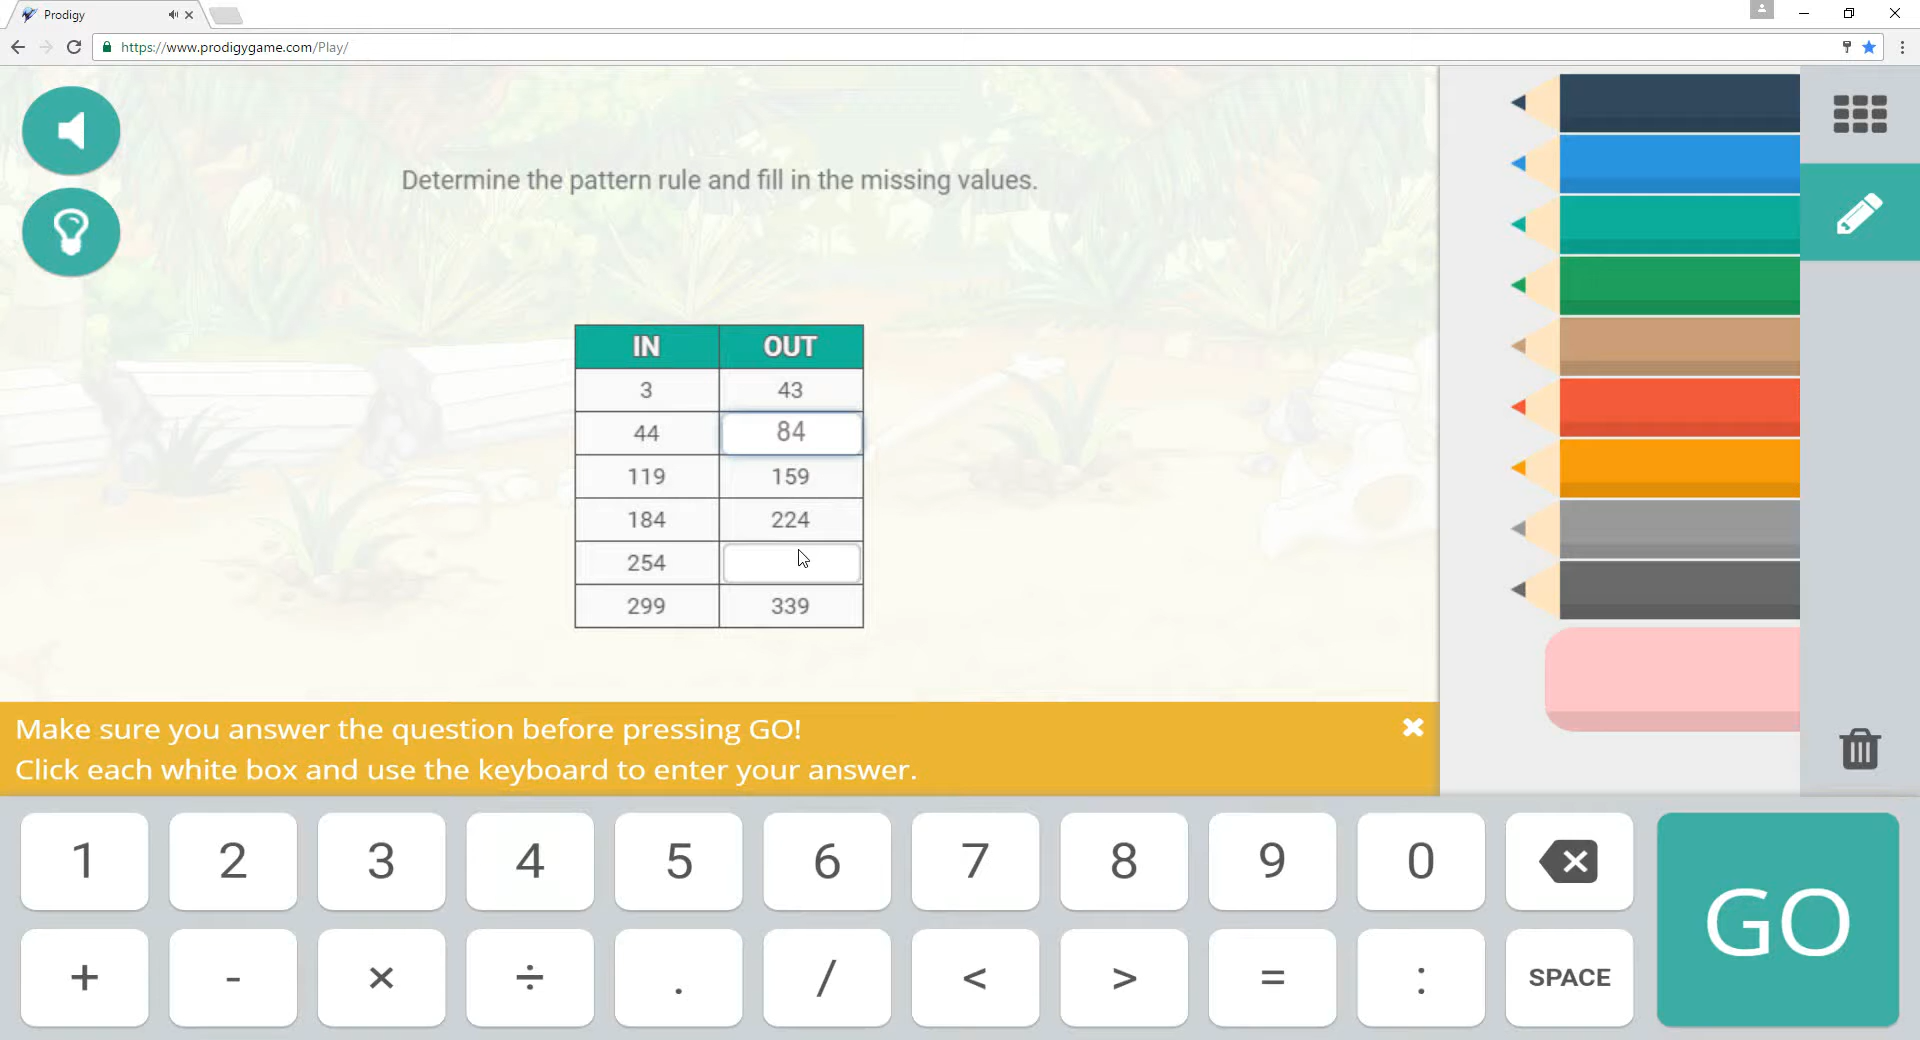 Prodigy
https://www.prodigygame.com/Play/
Determine the pattern rule and fill in the missing values.
IN OUT
3 43
44 84
119 159
184 224
254
299 339
Make sure you answer the question before pressing GO!
Click each white box and use the keyboard to enter your answer.
1 2 3 4 5 6 7 8 9 0
+ - × ÷ . / < > = : SPACE
GO